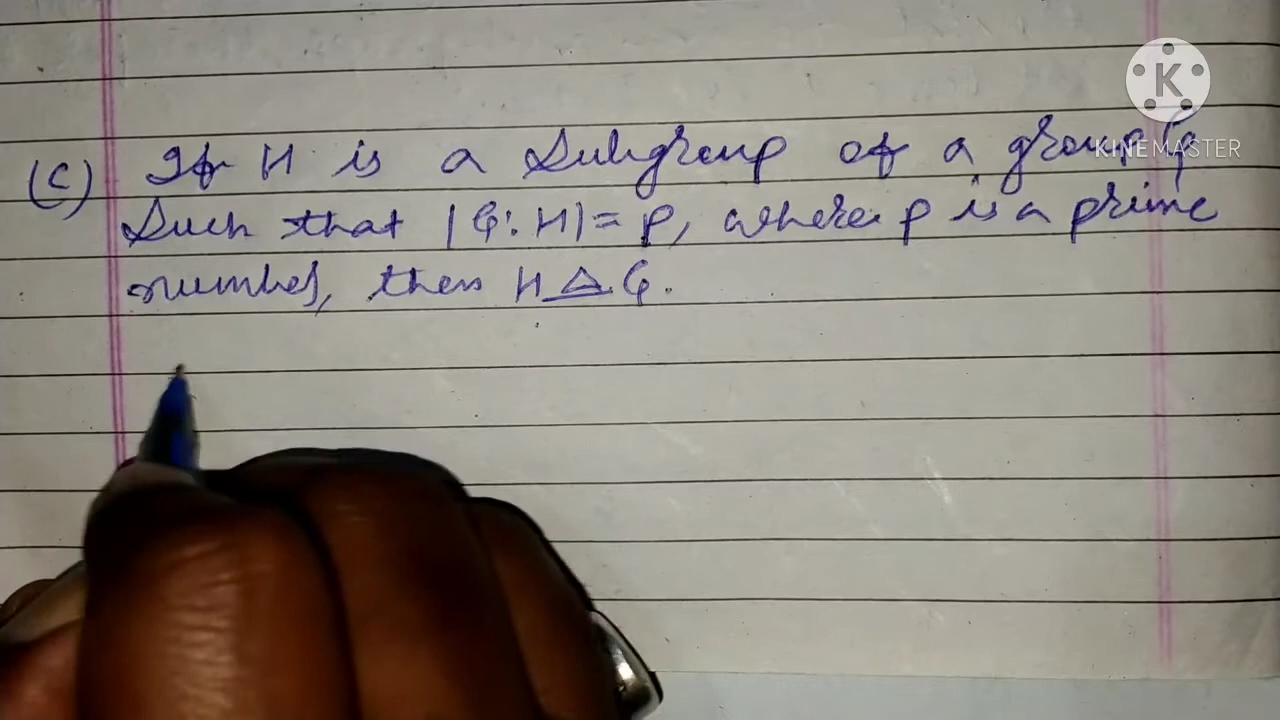 (C) If H is a Subgroup of a group G
Such that |G:H| = p, where p is a prime
number, then H △ G.
K
KINEMASTER